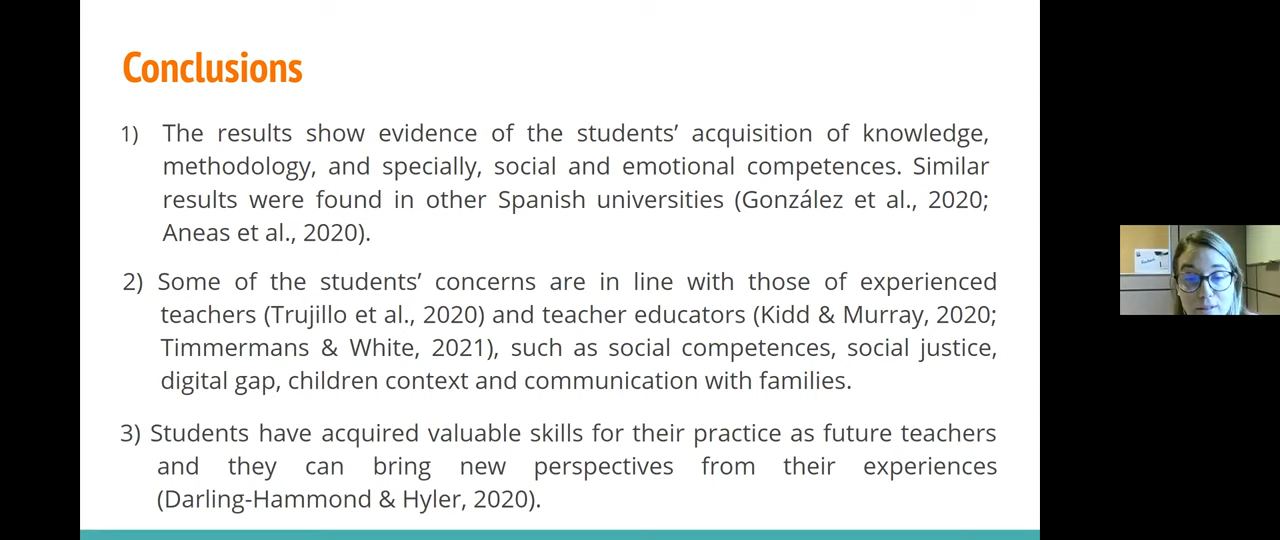 Conclusions
1) The results show evidence of the students’ acquisition of knowledge,
methodology, and specially, social and emotional competences. Similar
results were found in other Spanish universities (González et al., 2020;
Aneas et al., 2020).
2) Some of the students’ concerns are in line with those of experienced
teachers (Trujillo et al., 2020) and teacher educators (Kidd & Murray, 2020;
Timmermans & White, 2021), such as social competences, social justice,
digital gap, children context and communication with families.
3) Students have acquired valuable skills for their practice as future teachers
and they can bring new perspectives from their experiences
(Darling-Hammond & Hyler, 2020).